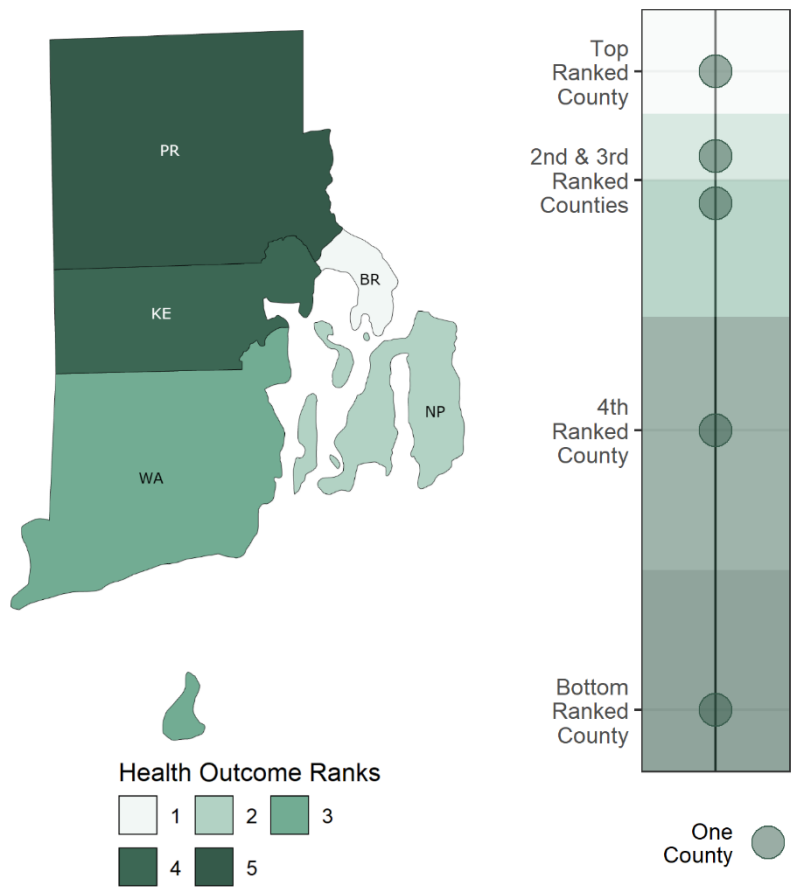 PR
BR
KE
NP
WA
Health Outcome Ranks
1 2 3
4 5
Top
Ranked
County
2nd & 3rd
Ranked
Counties
4th
Ranked
County
Bottom
Ranked
County
One
County